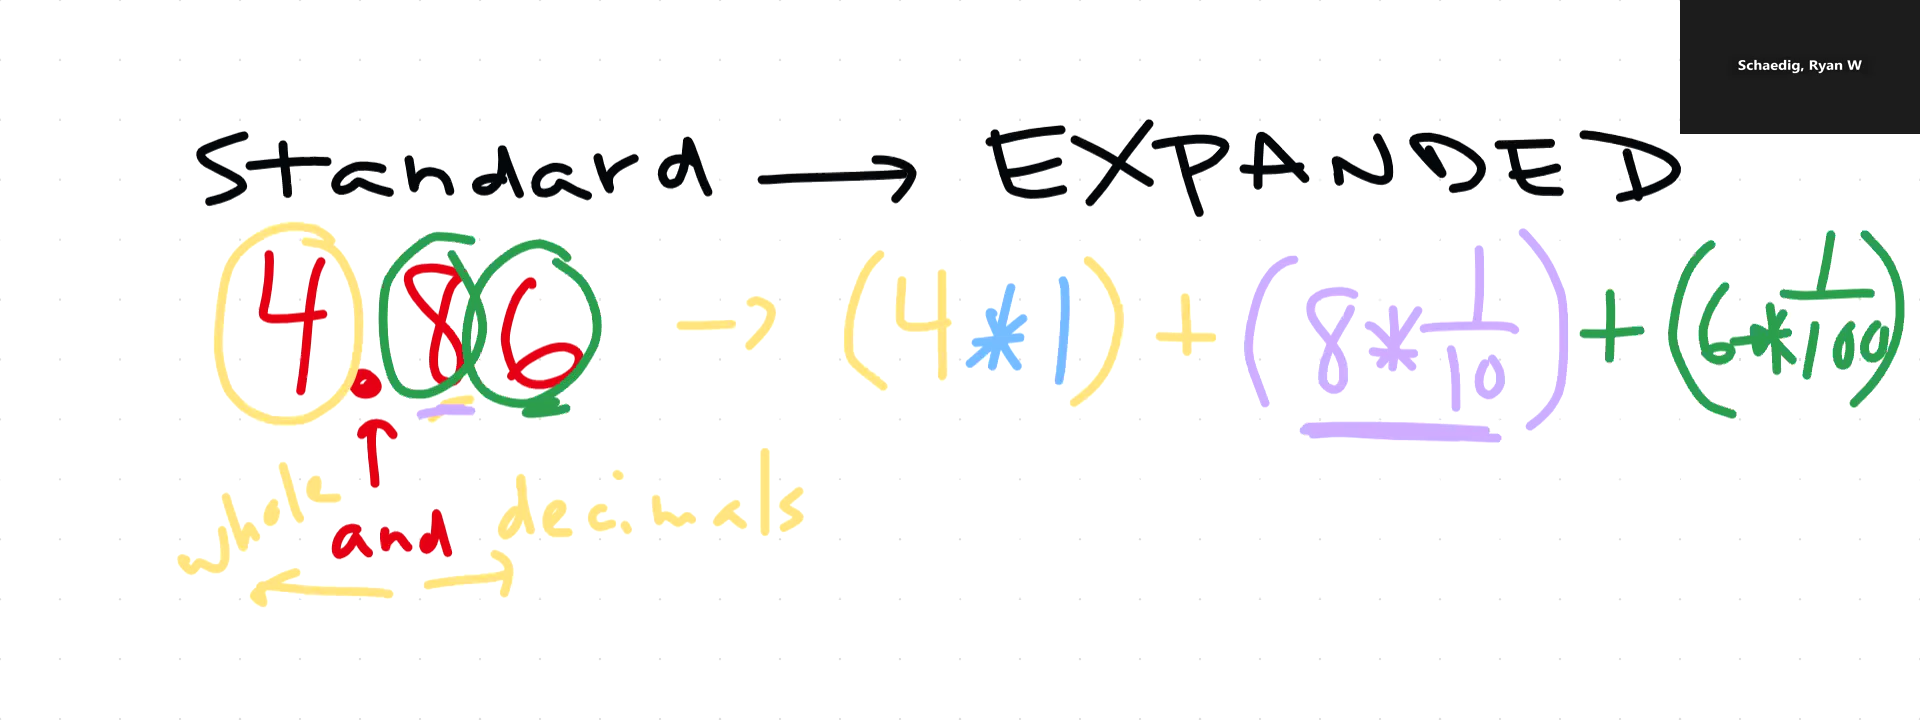 Schaedig, Ryan W
Standard → EXPANDED
4.86 → (4 * 1) + (8 * 1/10) + (6 * 1/100)
whole and decimals